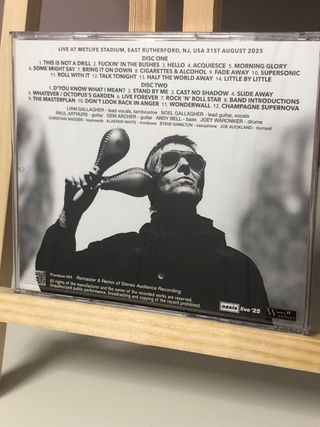 LIVE AT METLIFE STADIUM, EAST RUTHERFORD, NJ, USA 31ST AUGUST 2025
DISC ONE
1. THIS IS NOT A DRILL 2. FUCKIN' IN THE BUSHES 3. HELLO 4. ACQUIESCE 5. MORNING GLORY
6. SOME MIGHT SAY 7. BRING IT ON DOWN 8. CIGARETTES & ALCOHOL 9. FADE AWAY 10. SUPERSONIC
11. ROLL WITH IT 12. TALK TONIGHT 13. HALF THE WORLD AWAY 14. LITTLE BY LITTLE
DISC TWO
1. D'YOU KNOW WHAT I MEAN? 2. STAND BY ME 3. CAST NO SHADOW 4. SLIDE AWAY
5. WHATEVER / OCTOPUS'S GARDEN 6. LIVE FOREVER 7. ROCK 'N' ROLL STAR 8. BAND INTRODUCTIONS
9. THE MASTERPLAN 10. DON'T LOOK BACK IN ANGER 11. WONDERWALL 12. CHAMPAGNE SUPERNOVA
LIAM GALLAGHER - lead vocals, tambourine NOEL GALLAGHER - lead guitar, vocals
PAUL ARTHURS - guitar GEM ARCHER - guitar ANDY BELL - bass JOEY WARONKER - drums
CHRISTIAN MADDEN - keyboards ALASTAIR WHITE - trombone STEVE HAMILTON - saxophone JOE AUCKLAND - trumpet
Remaster & Remix of Stereo Audience Recording
All rights of the manufacturer and the owner of the recorded works are reserved.
Unauthorized public performance, broadcasting and copying of the record prohibited.
oasis live '25